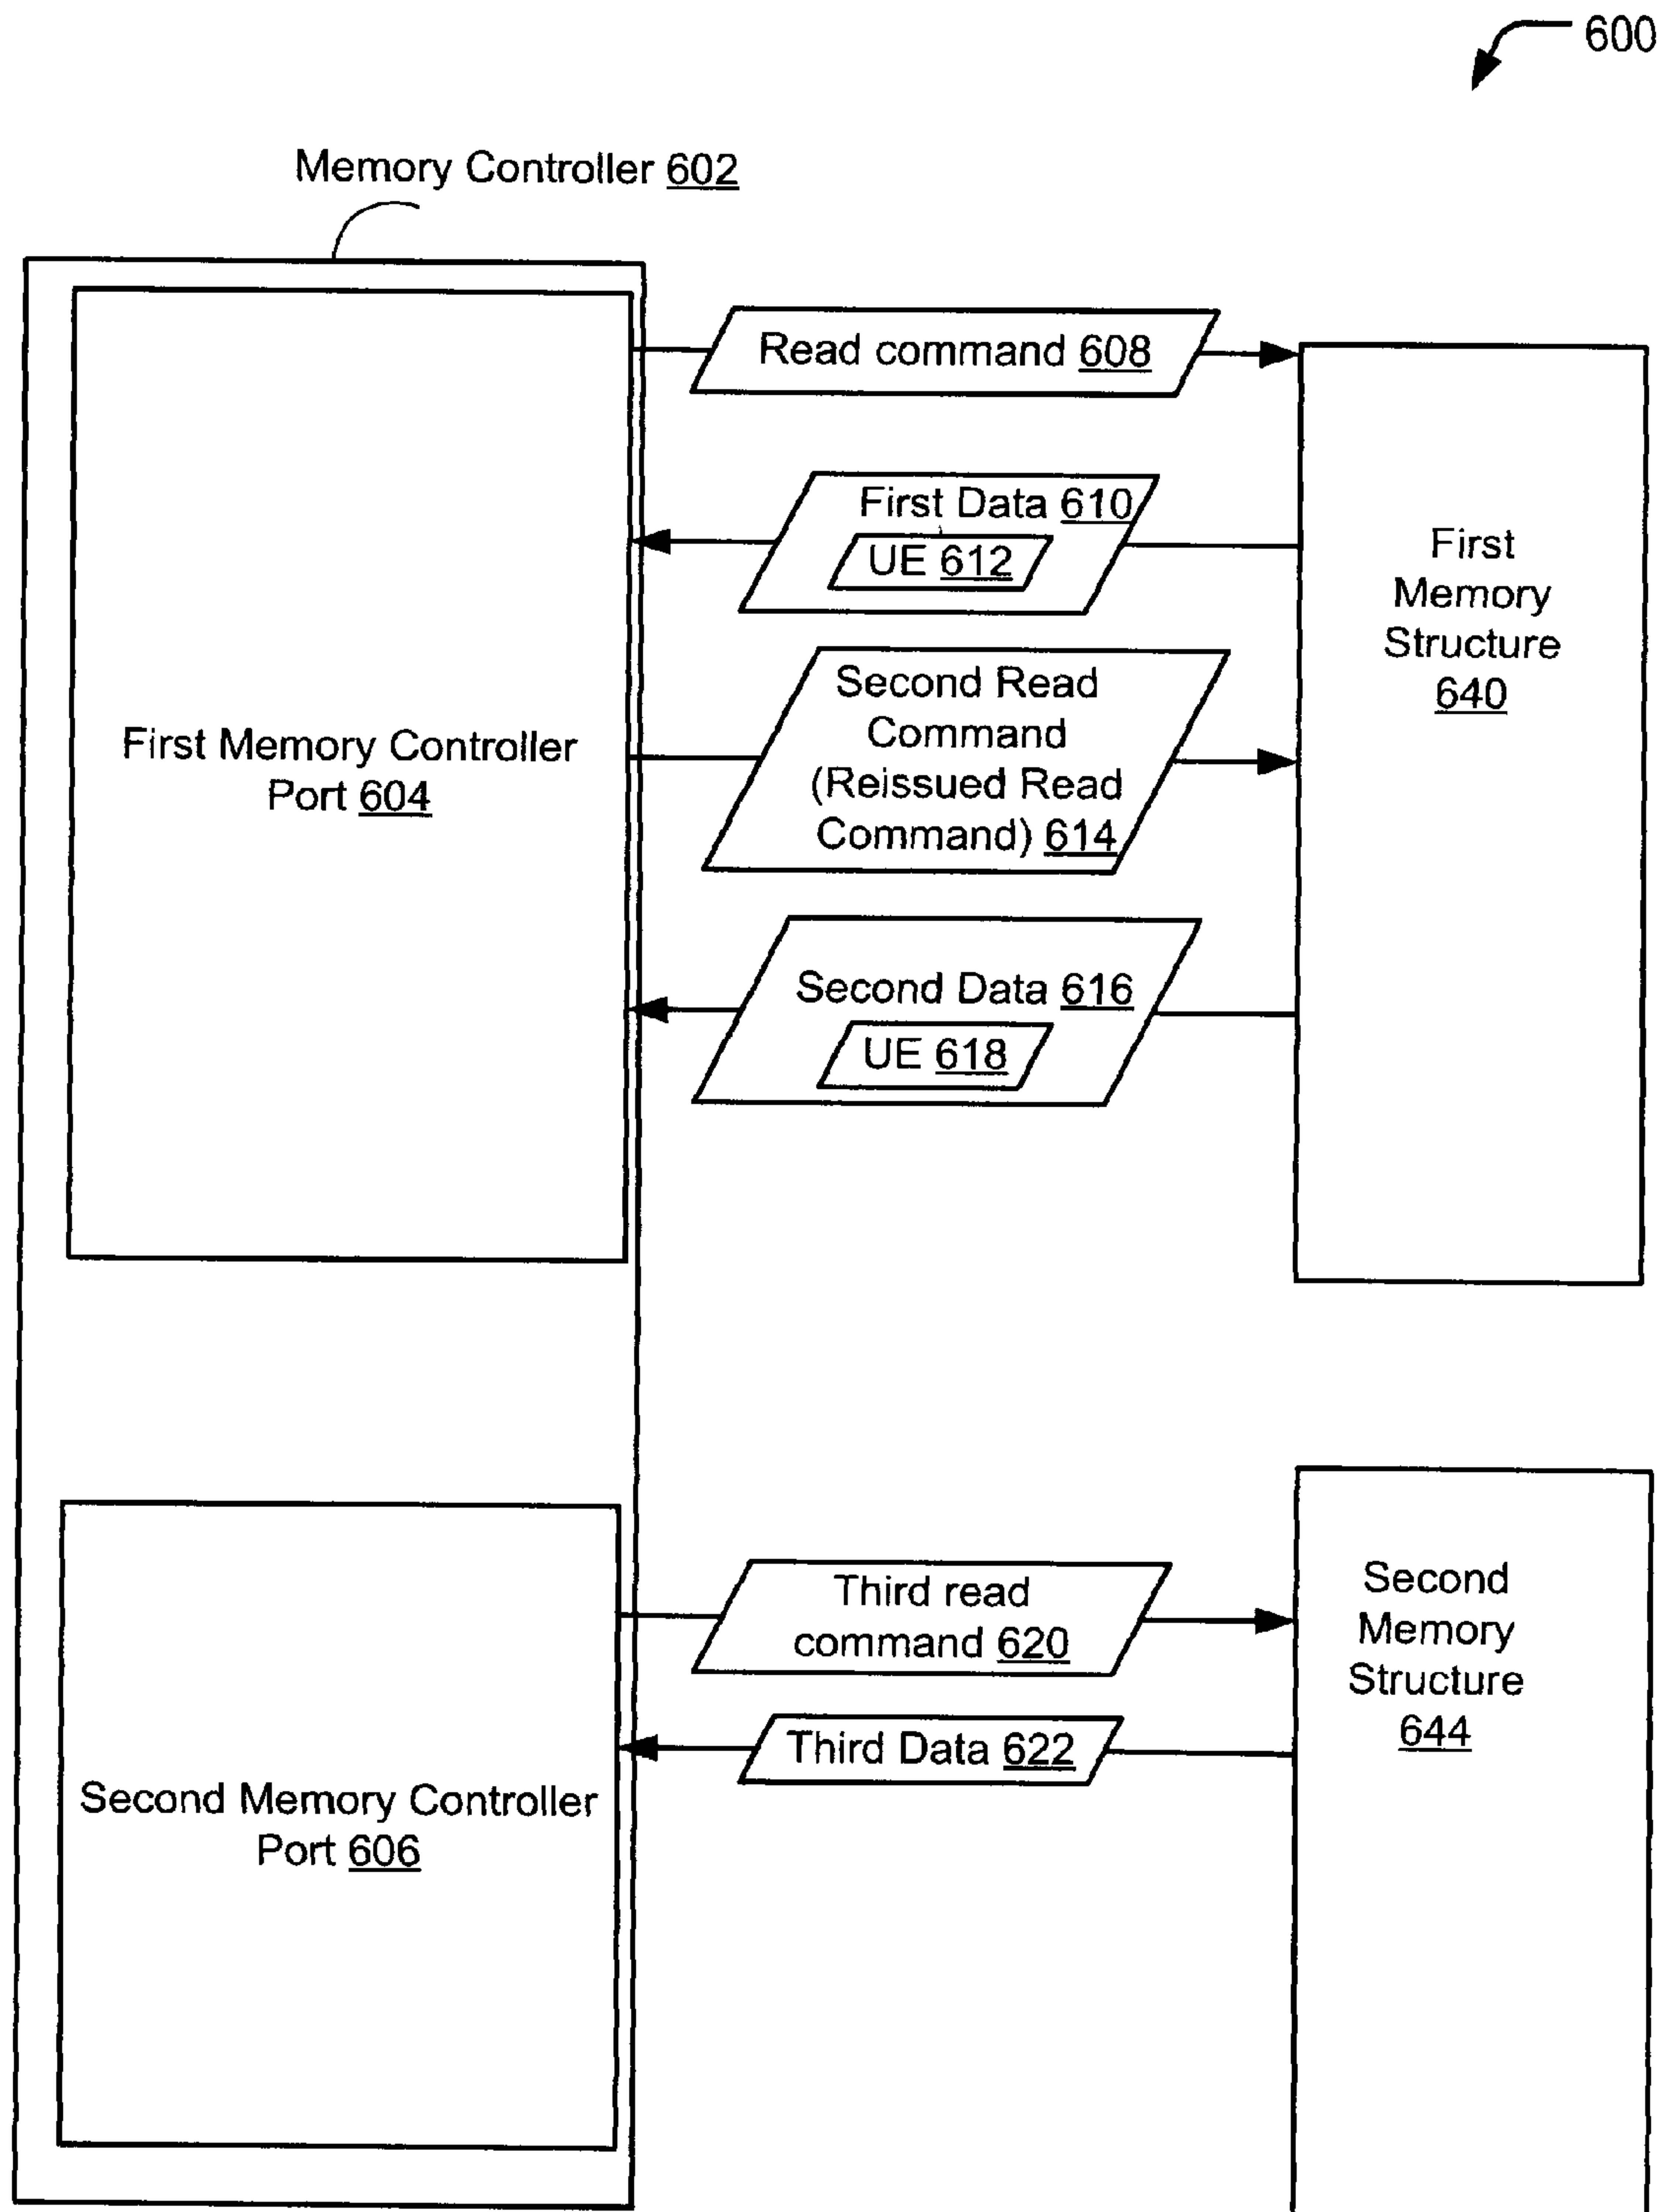 600
Memory Controller 602
Read command 608
First Data 610
UE 612
First
Memory
Structure
640
Second Read
Command
(Reissued Read
Command) 614
First Memory Controller
Port 604
Second Data 616
UE 618
Third read
command 620
Second
Memory
Structure
644
Third Data 622
Second Memory Controller
Port 606